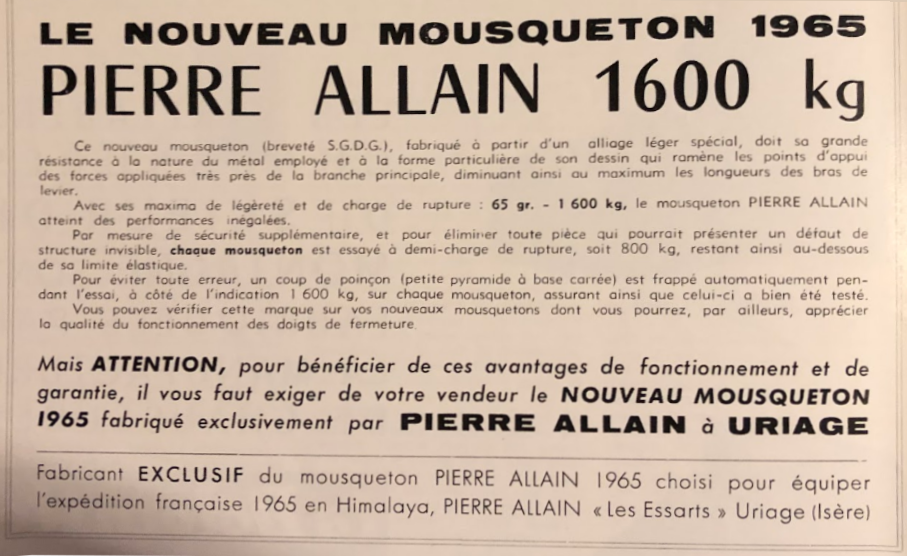 LE NOUVEAU MOUSQUETON 1965
PIERRE ALLAIN 1600 kg
Ce nouveau mousqueton (breveté S.G.D.G.), fabriqué à partir d'un alliage léger spécial, doit sa grande
résistance à la nature du métal employé et à la forme particulière de son dessin qui ramène les points d'appui
des forces appliquées très près de la branche principale, diminuant ainsi au maximum les longueurs des bras de
levier.
Avec ses maxima de légèreté et de charge de rupture : 65 gr. - 1 600 kg, le mousqueton PIERRE ALLAIN
atteint des performances inégalées.
Par mesure de sécurité supplémentaire, et pour éliminer toute pièce qui pourrait présenter un défaut de
structure invisible, chaque mousqueton est essayé à demi-charge de rupture, soit 800 kg, restant ainsi au-dessous
de sa limite élastique.
Pour éviter toute erreur, un coup de poinçon (petite pyramide à base carrée) est frappé automatiquement pen-
dant l'essai, à côté de l'indication 1 600 kg, sur chaque mousqueton, assurant ainsi que celui-ci a bien été testé.
Vous pouvez vérifier cette marque sur vos nouveaux mousquetons dont vous pourrez, par ailleurs, apprécier
la qualité du fonctionnement des doigts de fermeture.
Mais ATTENTION, pour bénéficier de ces avantages de fonctionnement et de
garantie, il vous faut exiger de votre vendeur le NOUVEAU MOUSQUETON
1965 fabriqué exclusivement par PIERRE ALLAIN à URIAGE
Fabricant EXCLUSIF du mousqueton PIERRE ALLAIN 1965 choisi pour équiper
l'expédition française 1965 en Himalaya, PIERRE ALLAIN « Les Essarts » Uriage (Isère)